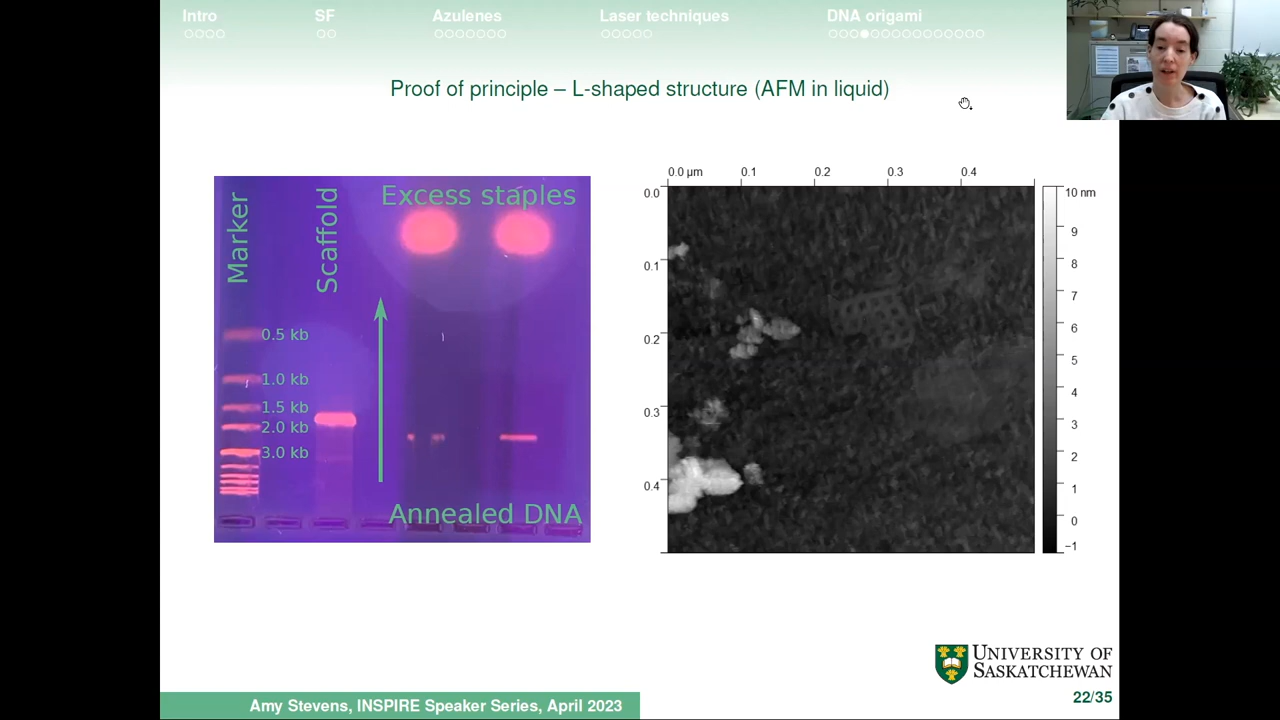 Intro
SF
Azulenes
Laser techniques
DNA origami
Proof of principle – L-shaped structure (AFM in liquid)
Marker
Scaffold
Excess staples
0.5 kb
1.0 kb
1.5 kb
2.0 kb
3.0 kb
Annealed DNA
0.0 µm
0.1
0.2
0.3
0.4
0.0
0.1
0.2
0.3
0.4
10 nm
9
8
7
6
5
4
3
2
1
0
−1
UNIVERSITY OF
SASKATCHEWAN
22/35
Amy Stevens, INSPIRE Speaker Series, April 2023